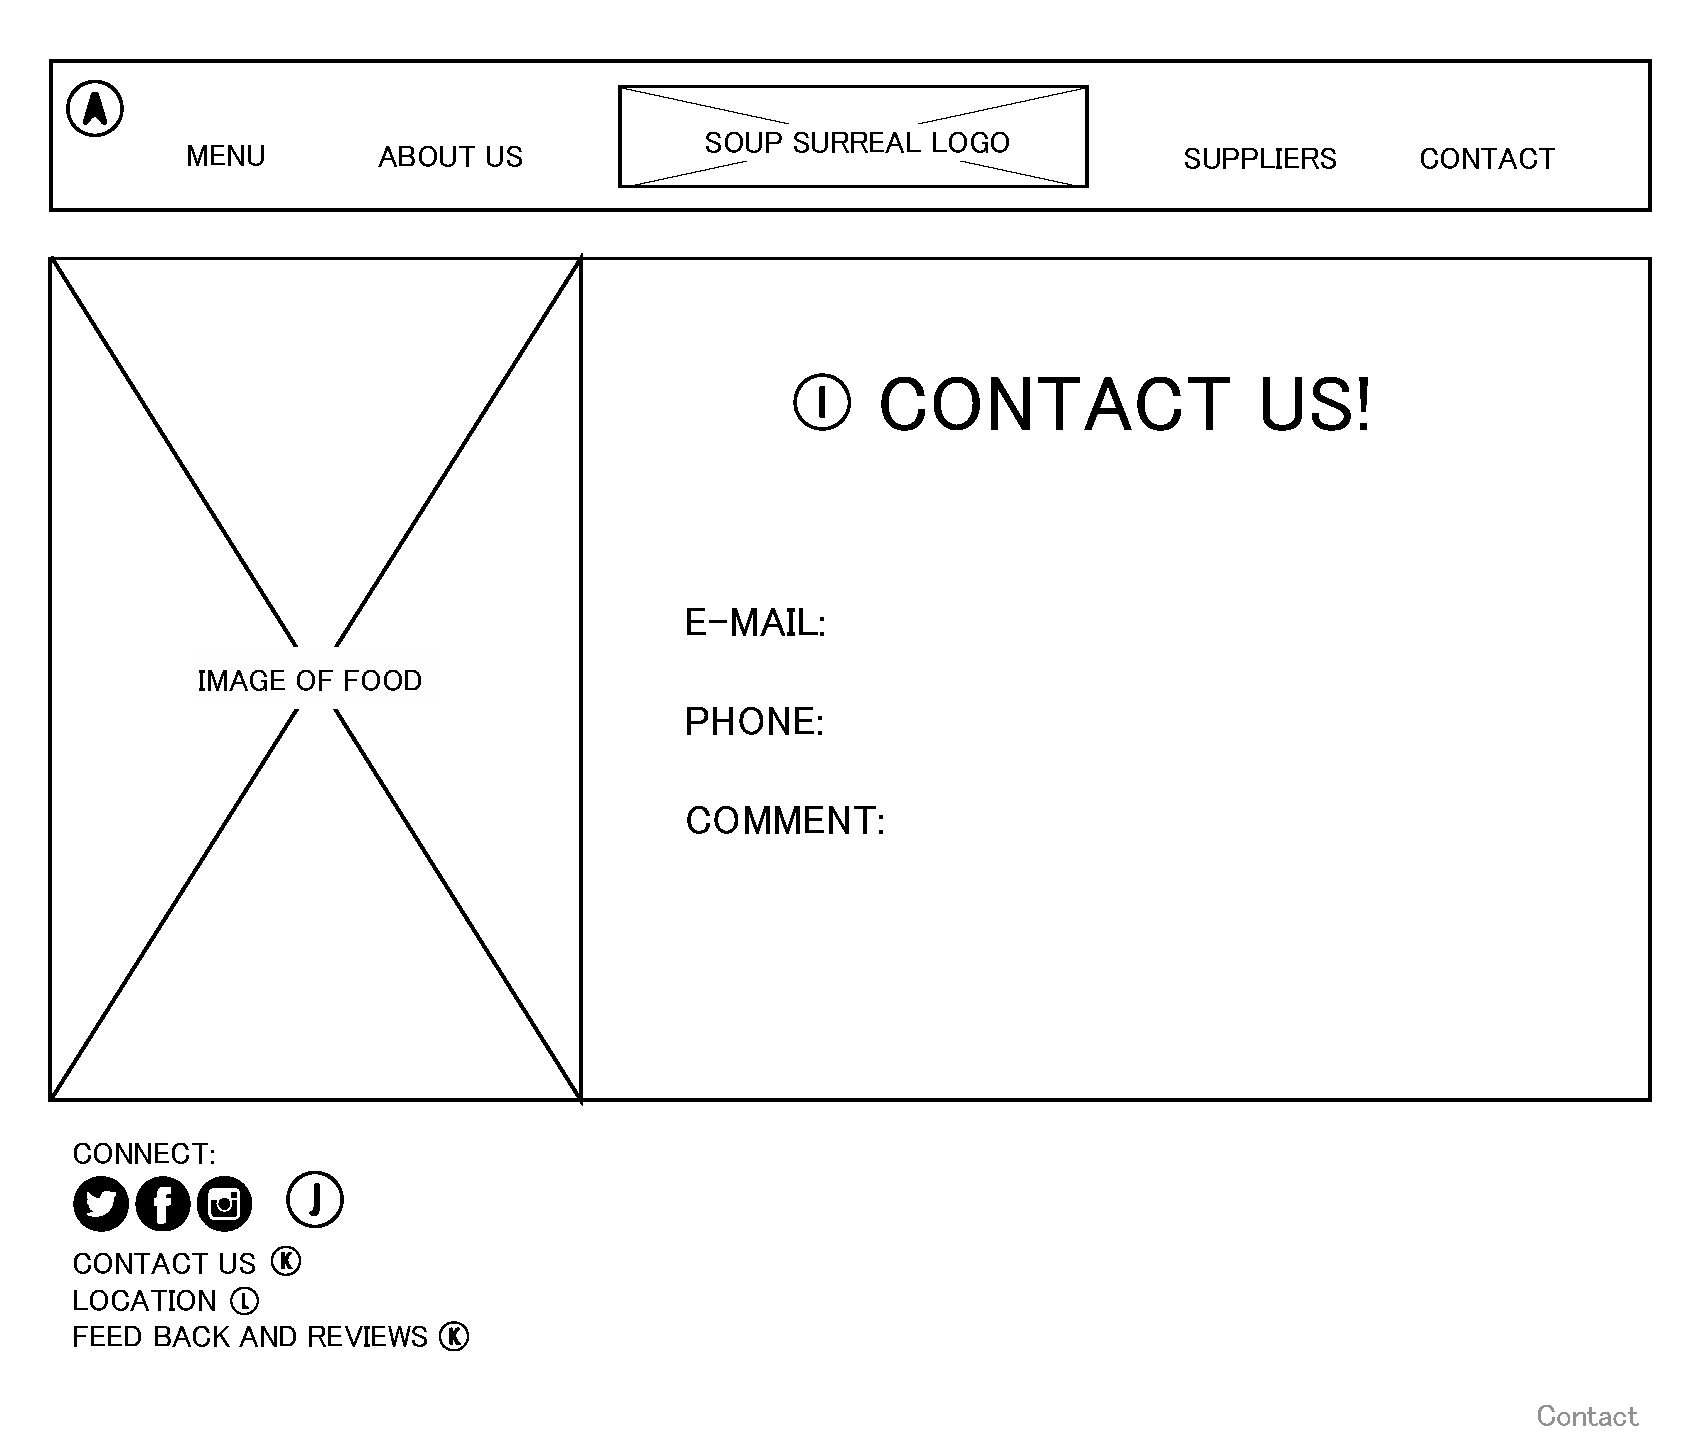 A
MENU ABOUT US SOUP SURREAL LOGO SUPPLIERS CONTACT
I CONTACT US!
E-MAIL:
IMAGE OF FOOD
PHONE:
COMMENT:
CONNECT:
J
CONTACT US K
LOCATION L
FEED BACK AND REVIEWS K
Contact